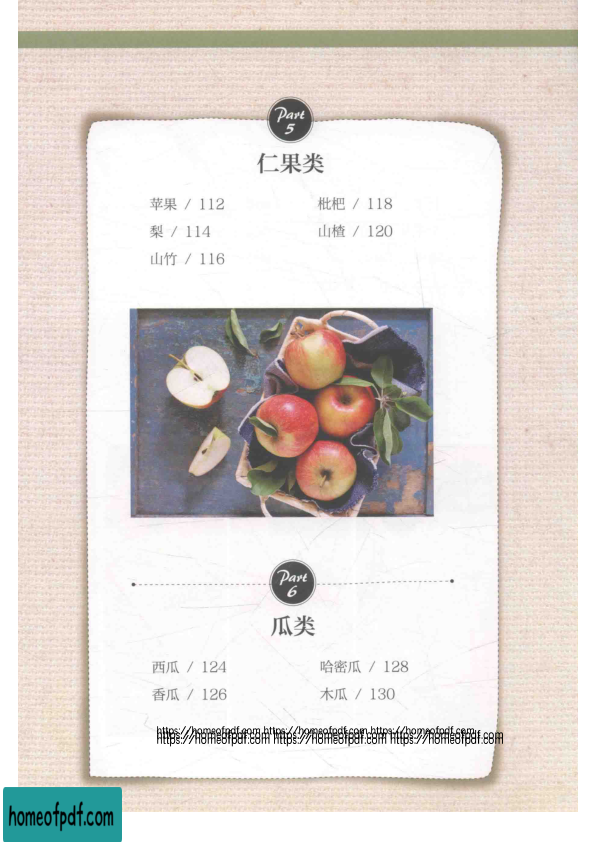 Part
5
仁果类
苹果 / 112
枇杷 / 118
梨 / 114
山楂 / 120
山竹 / 116
Part
6
瓜类
西瓜 / 124
哈密瓜 / 128
香瓜 / 126
木瓜 / 130
https://homeofpdf.com https://homeofpdf.com https://homeofpdf.com
https://homeofpdf.com https://homeofpdf.com https://homeofpdf.com
homeofpdf.com